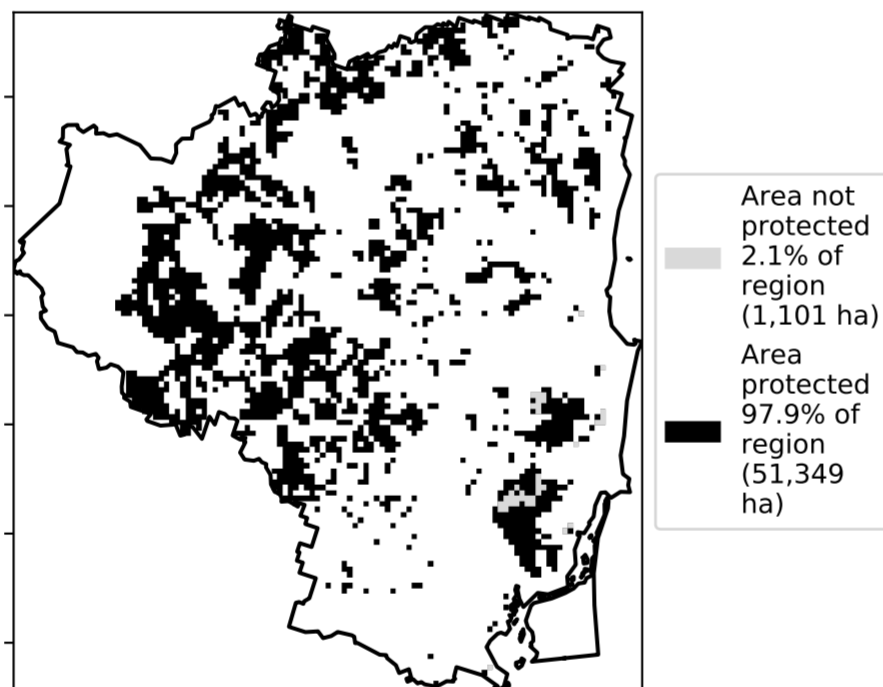 Area not
protected
2.1% of
region
(1,101 ha)
Area
protected
97.9% of
region
(51,349
ha)